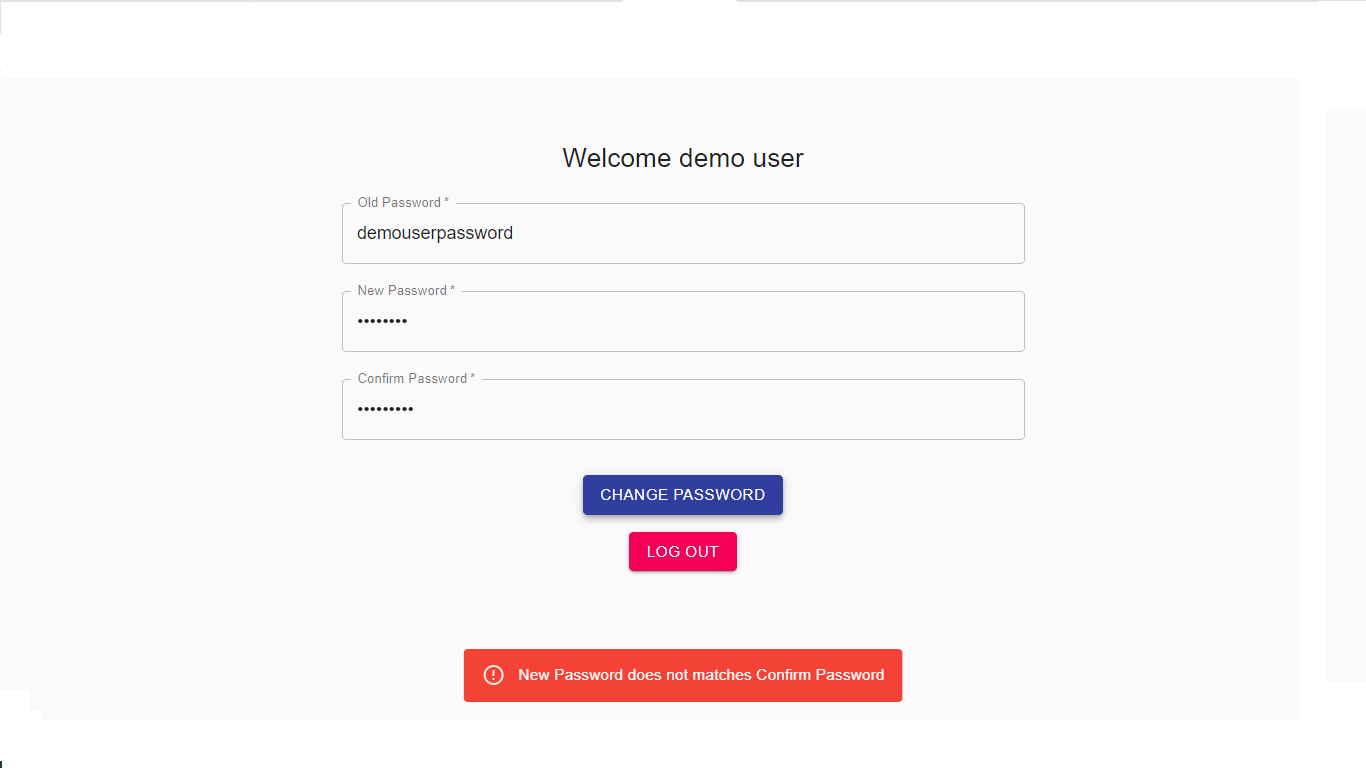 Welcome demo user
Old Password *
demouserpassword
New Password *
••••••••
Confirm Password *
•••••••••
CHANGE PASSWORD
LOG OUT
New Password does not matches Confirm Password